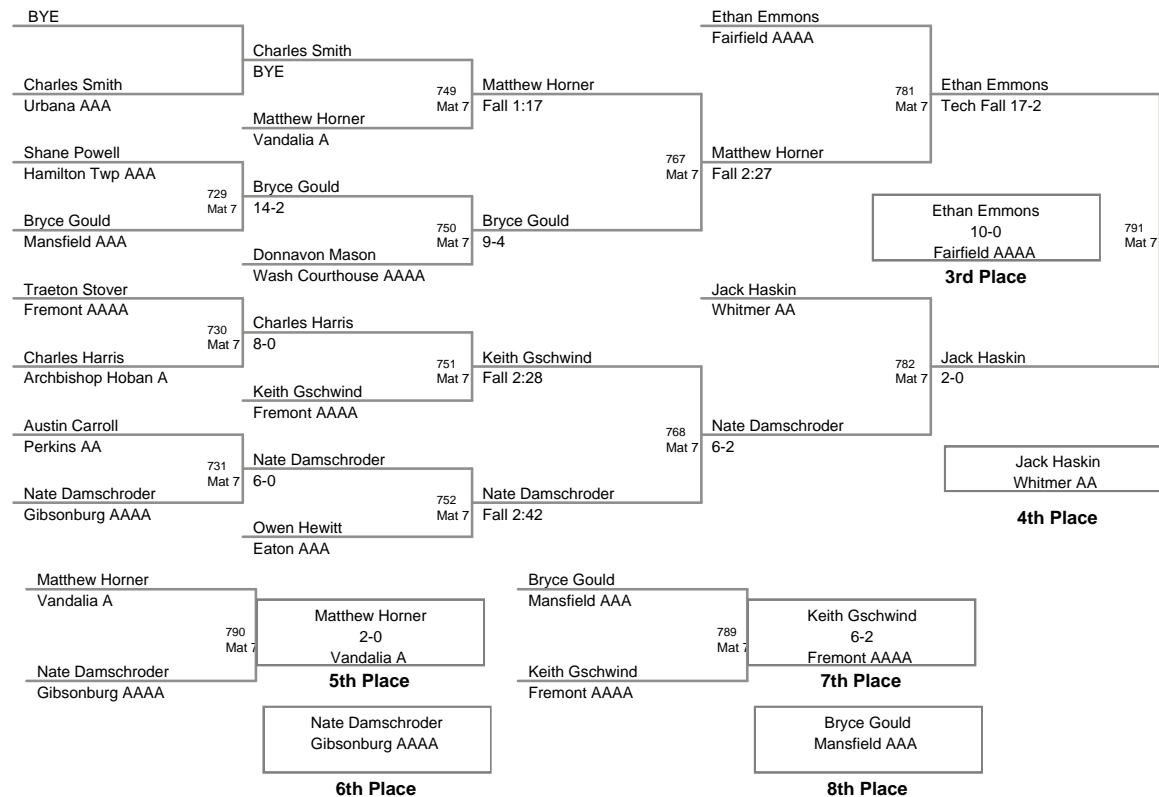 BYE
Charles Smith
Urbana AAA
Shane Powell
Hamilton Twp AAA
729
Mat 7
Bryce Gould
Mansfield AAA
Traeton Stover
Fremont AAAA
730
Mat 7
Charles Harris
Archbishop Hoban A
Austin Carroll
Perkins AA
731
Mat 7
Nate Damschroder
Gibsonburg AAAA
Charles Smith
BYE
749
Mat 7
Matthew Horner
Vandalia A
Bryce Gould
14-2
750
Mat 7
Donnavon Mason
Wash Courthouse AAAA
Charles Harris
8-0
751
Mat 7
Keith Gschwind
Fremont AAAA
Nate Damschroder
6-0
752
Mat 7
Owen Hewitt
Eaton AAA
Matthew Horner
Fall 1:17
767
Mat 7
Bryce Gould
9-4
Keith Gschwind
Fall 2:28
768
Mat 7
Nate Damschroder
Fall 2:42
Ethan Emmons
Fairfield AAAA
781
Mat 7
Matthew Horner
Fall 2:27
Jack Haskin
Whitmer AA
782
Mat 7
Nate Damschroder
6-2
Ethan Emmons
Tech Fall 17-2
791
Mat 7
Jack Haskin
2-0
Ethan Emmons
10-0
Fairfield AAAA
3rd Place
Jack Haskin
Whitmer AA
4th Place
Matthew Horner
Vandalia A
790
Mat 7
Nate Damschroder
Gibsonburg AAAA
Matthew Horner
2-0
Vandalia A
5th Place
Nate Damschroder
Gibsonburg AAAA
6th Place
Bryce Gould
Mansfield AAA
789
Mat 7
Keith Gschwind
Fremont AAAA
Keith Gschwind
6-2
Fremont AAAA
7th Place
Bryce Gould
Mansfield AAA
8th Place